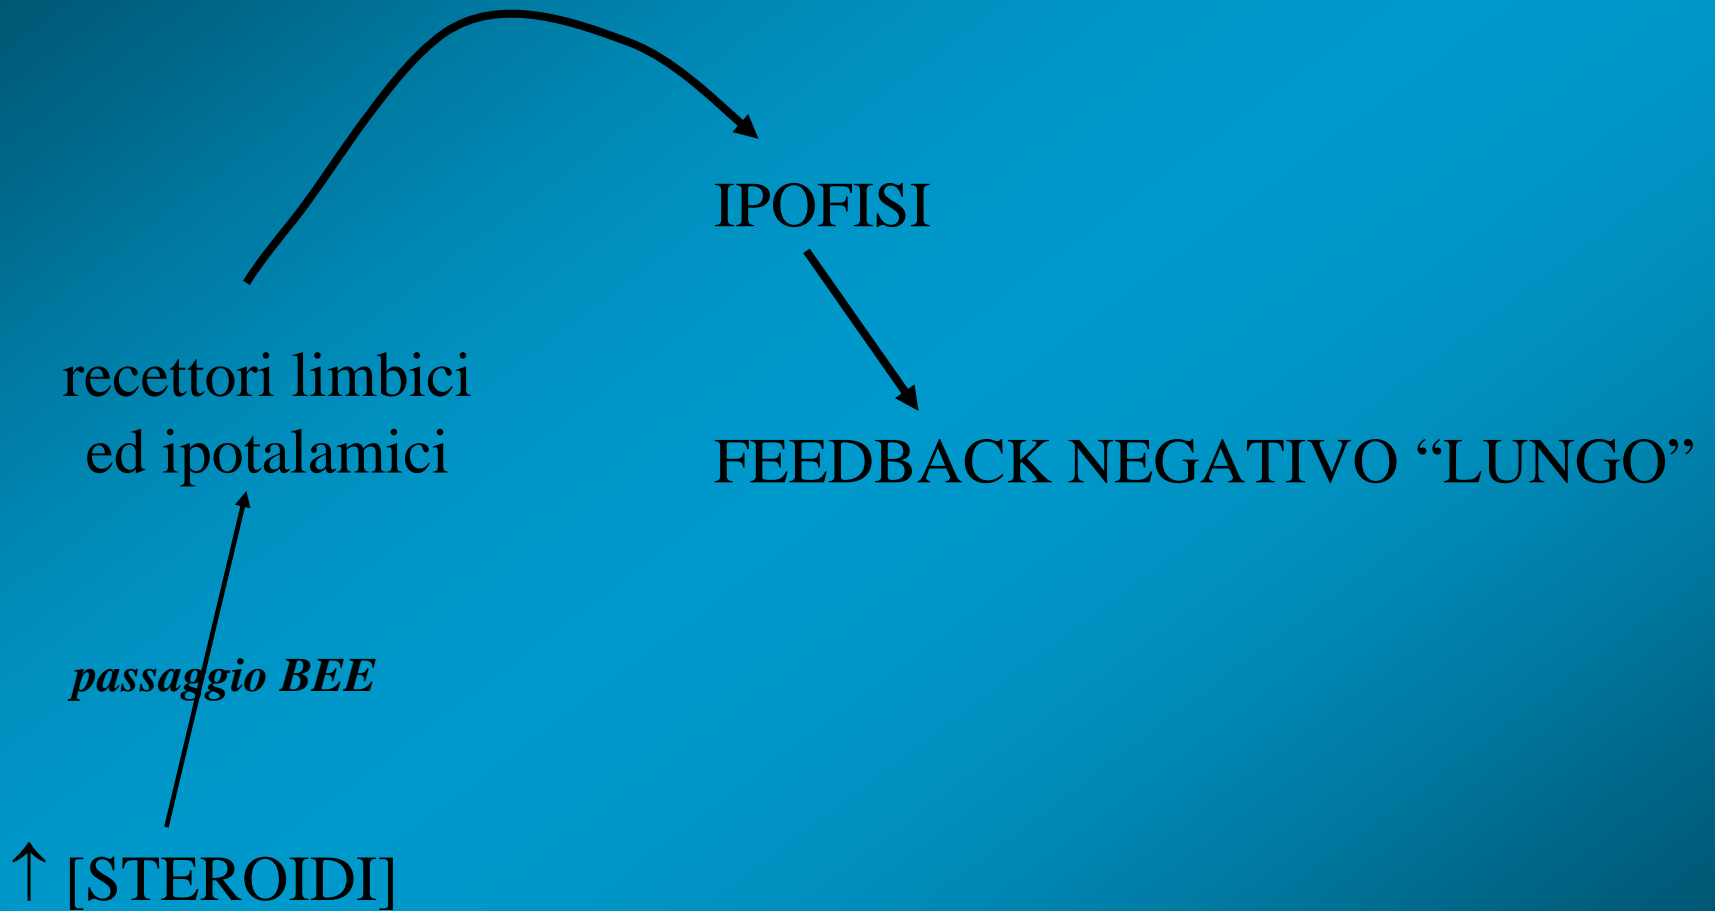 IPOFISI
recettori limbici
ed ipotalamici
FEEDBACK NEGATIVO “LUNGO”
passaggio BEE
↑ [STEROIDI]